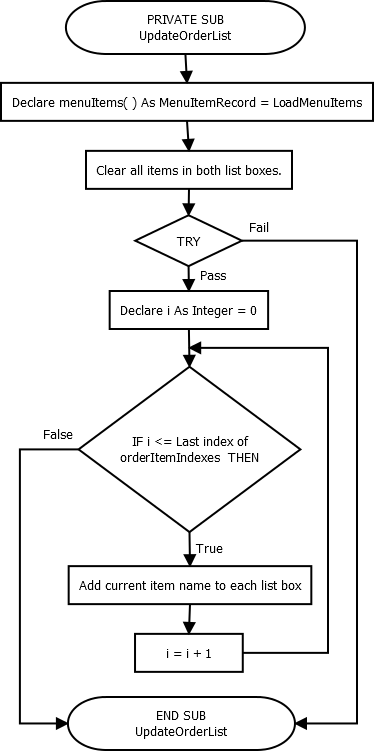 PRIVATE SUB
UpdateOrderList
Declare menuItems( ) As MenuItemRecord = LoadMenuItems
Clear all items in both list boxes.
TRY
Fail
Pass
Declare i As Integer = 0
False
IF i <= Last index of
orderItemIndexes THEN
True
Add current item name to each list box
i = i + 1
END SUB
UpdateOrderList